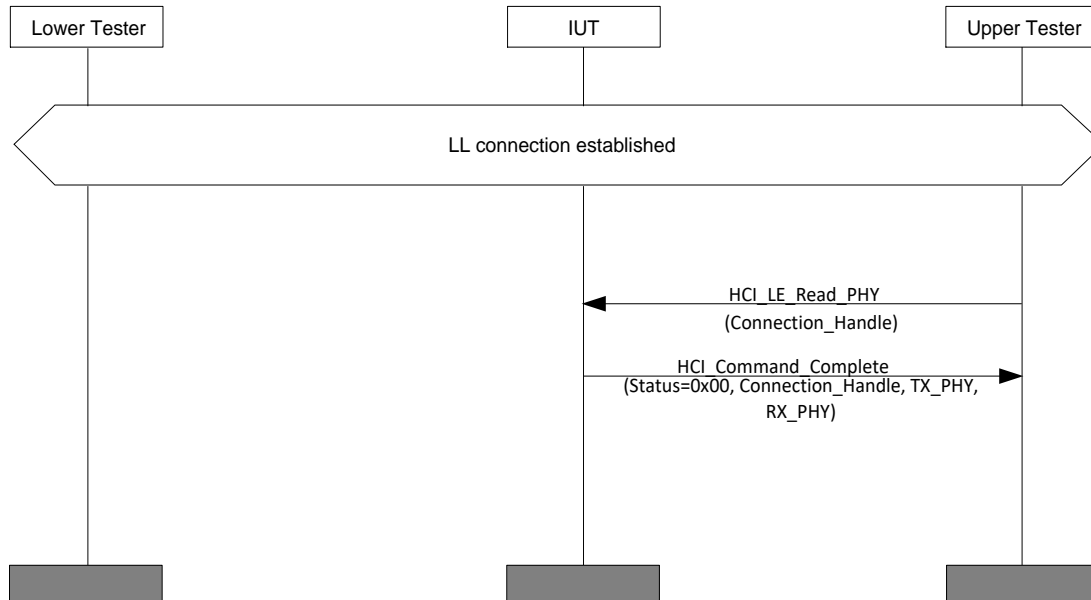 Lower Tester
IUT
Upper Tester
LL connection established
HCI_LE_Read_PHY
(Connection_Handle)
HCI_Command_Complete
(Status=0x00, Connection_Handle, TX_PHY,
RX_PHY)